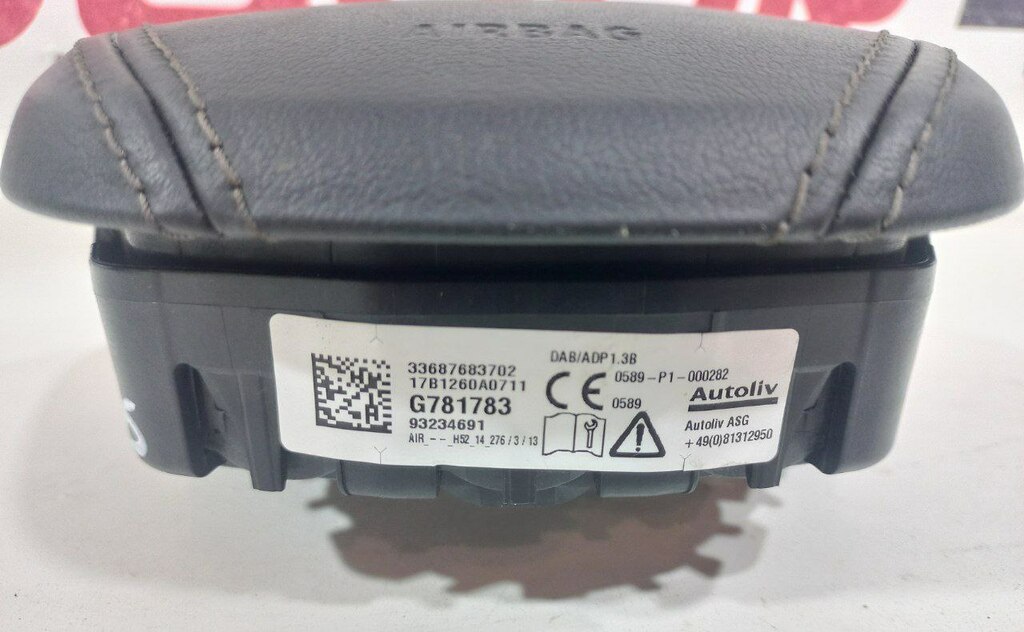 AIRBAG
33687683702
17B1260A0711
G781783
93234691
AIR_--_H52_14_276/3/13
DAB/ADP1.3B
CE 0589-P1-000282
0589
Autoliv
Autoliv ASG
+49(0)81312950